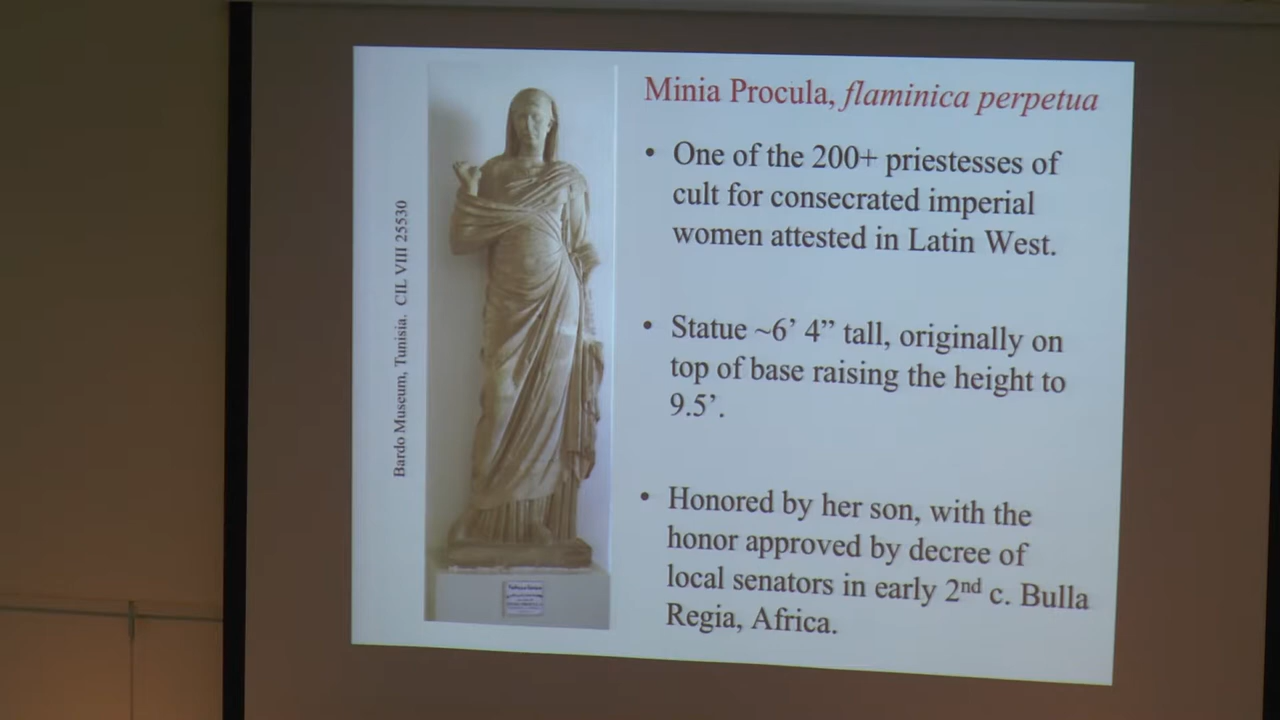 Minia Procula, flaminica perpetua
• One of the 200+ priestesses of
cult for consecrated imperial
women attested in Latin West.
• Statue ~6’ 4” tall, originally on
top of base raising the height to
9.5’.
• Honored by her son, with the
honor approved by decree of
local senators in early 2nd c. Bulla
Regia, Africa.
Bardo Museum, Tunisia. CIL VIII 25530